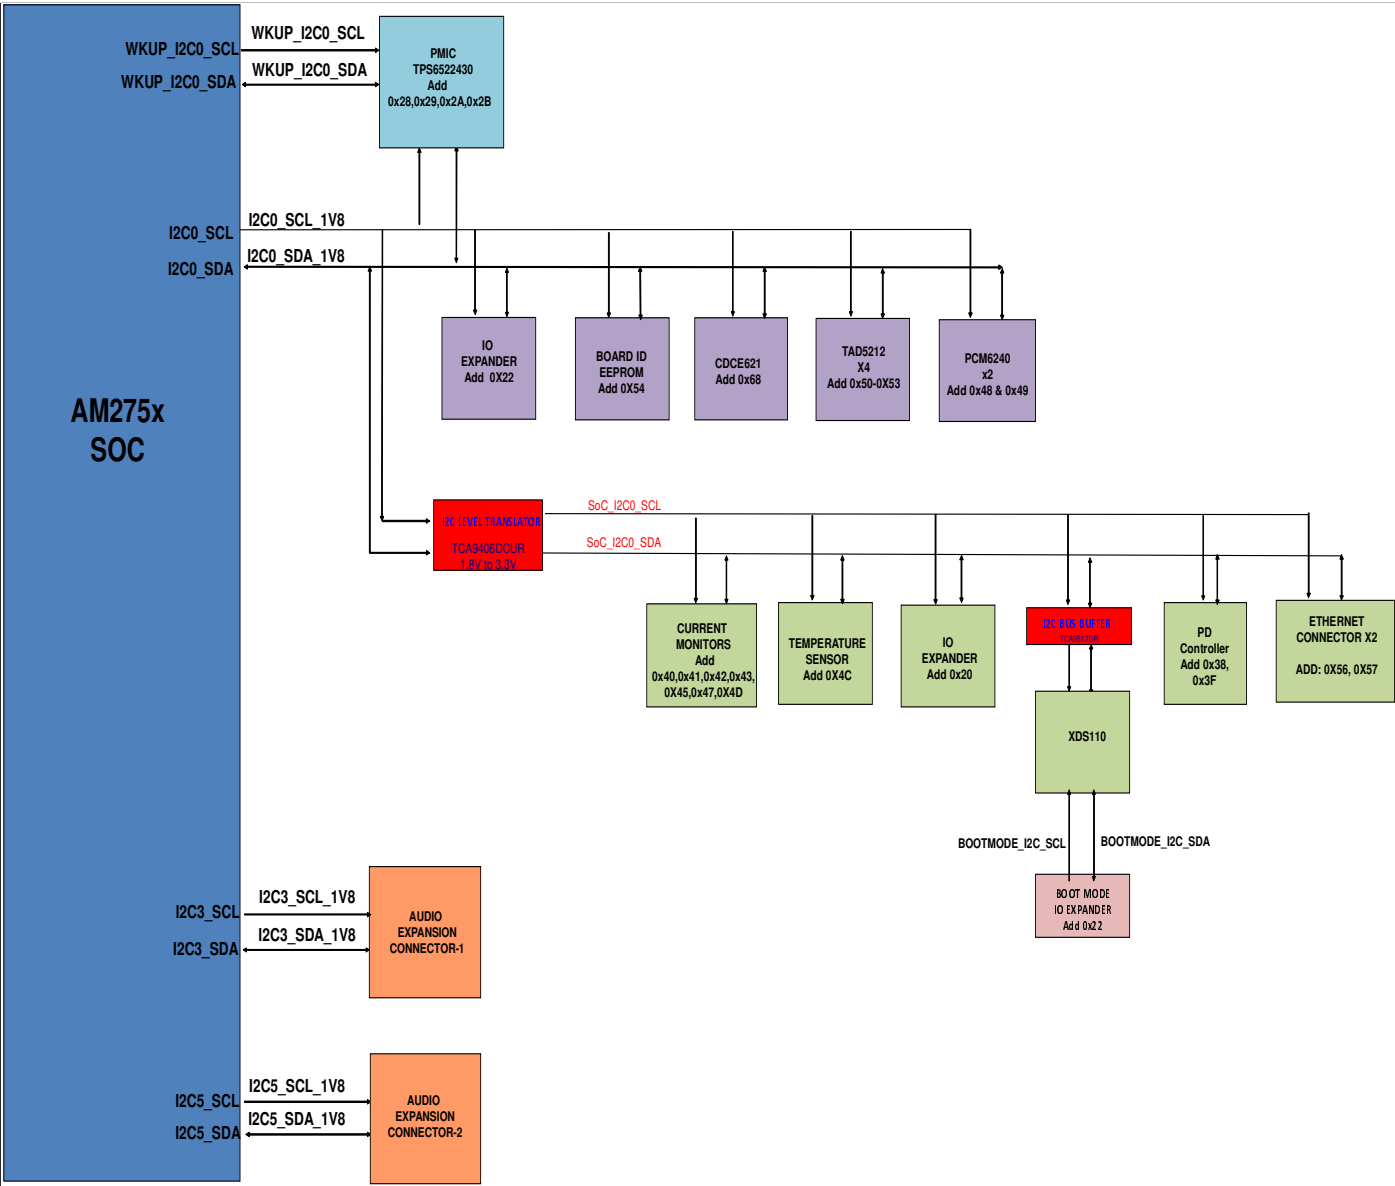 WKUP_I2C0_SCL
WKUP_I2C0_SCL
WKUP_I2C0_SDA
WKUP_I2C0_SDA
PMIC
TPS6522430
Add
0x28,0x29,0x2A,0x2B
I2C0_SCL_1V8
I2C0_SCL
I2C0_SDA_1V8
I2C0_SDA
IO
EXPANDER
Add 0X22
BOARD ID
EEPROM
Add 0X54
CDCE621
Add 0x68
TAD5212
X4
Add 0x50-0X53
PCM6240
x2
Add 0x48 & 0x49
AM275x
SOC
I2C LEVEL TRANSLATOR
TCA9406DCUR
1.8V to 3.3V
SoC_I2C0_SCL
SoC_I2C0_SDA
CURRENT
MONITORS
Add
0x40,0x41,0x42,0x43,
0X45,0x47,0X4D
TEMPERATURE
SENSOR
Add 0X4C
IO
EXPANDER
Add 0x20
I2C BUS BUFFER
TCA9517DR
PD
Controller
Add 0x38,
0x3F
ETHERNET
CONNECTOR X2
ADD: 0X56, 0X57
XDS110
BOOTMODE_I2C_SCL
BOOTMODE_I2C_SDA
BOOT MODE
IO EXPANDER
Add 0x22
I2C3_SCL_1V8
I2C3_SCL
I2C3_SDA_1V8
I2C3_SDA
AUDIO
EXPANSION
CONNECTOR-1
I2C5_SCL_1V8
I2C5_SCL
I2C5_SDA_1V8
I2C5_SDA
AUDIO
EXPANSION
CONNECTOR-2